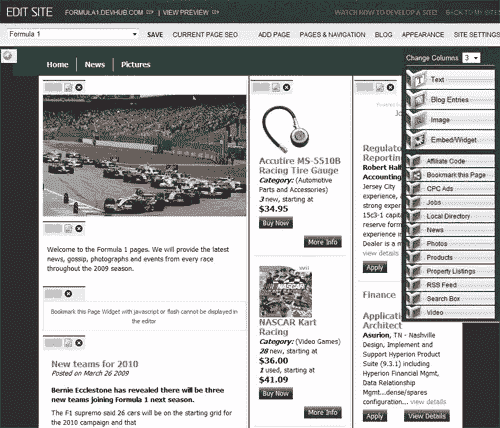 EDIT SITE
FORMULA1.DEVHUB.COM | VIEW PREVIEW
WATCH HOW TO DEVELOP A SITE!
BACK TO MY SITES
Formula 1
SAVE
CURRENT PAGE SEO
ADD PAGE
PAGES & NAVIGATION
BLOG
APPEARANCE
SITE SETTINGS
Home
News
Pictures
Welcome to the Formula 1 pages. We will provide the latest
news, gossip, photographs and events from every race
throughout the 2009 season.
Bookmark this Page Widget with javascript or flash cannot be displayed in
the editor
New teams for 2010
Posted on March 26 2009
Bernie Ecclestone has revealed there will be three
new teams joining Formula 1 next season.
The F1 supremo said 26 cars will be on the starting grid for
the 2010 campaign and that
Accutire MS-5510B
Racing Tire Gauge
Category: (Automotive
Parts and Accessories)
3 new, starting at
$34.95
Buy Now
More Info
NASCAR
NASCAR Kart
Racing
Category: (Video Games)
28 new, starting at
$36.00
1 used, starting at
$41.09
Buy Now
More Info
Jo
Regulato
Reporting
Robert Half
Accounting,
Jersey City
experience,
strong exper
15c3-1 capit
reserve form
experience in
Dealer is a m
view details
Apply
Finance
Application
Architect
Asurion, TN - Nashville
Design, Implement and
Support Hyperion Product
Suite (9.3.1) including
Hyperion Financial Mgmt,
Data Relationship
Mgmt...dense/spares
configuration... view details
Apply
View Details
Change Columns 3
Text
Blog Entries
Image
Embed/Widget
Affiliate Code
Bookmark this Page
CPC Ads
Jobs
Local Directory
News
Photos
Products
Property Listings
RSS Feed
Search Box
Video